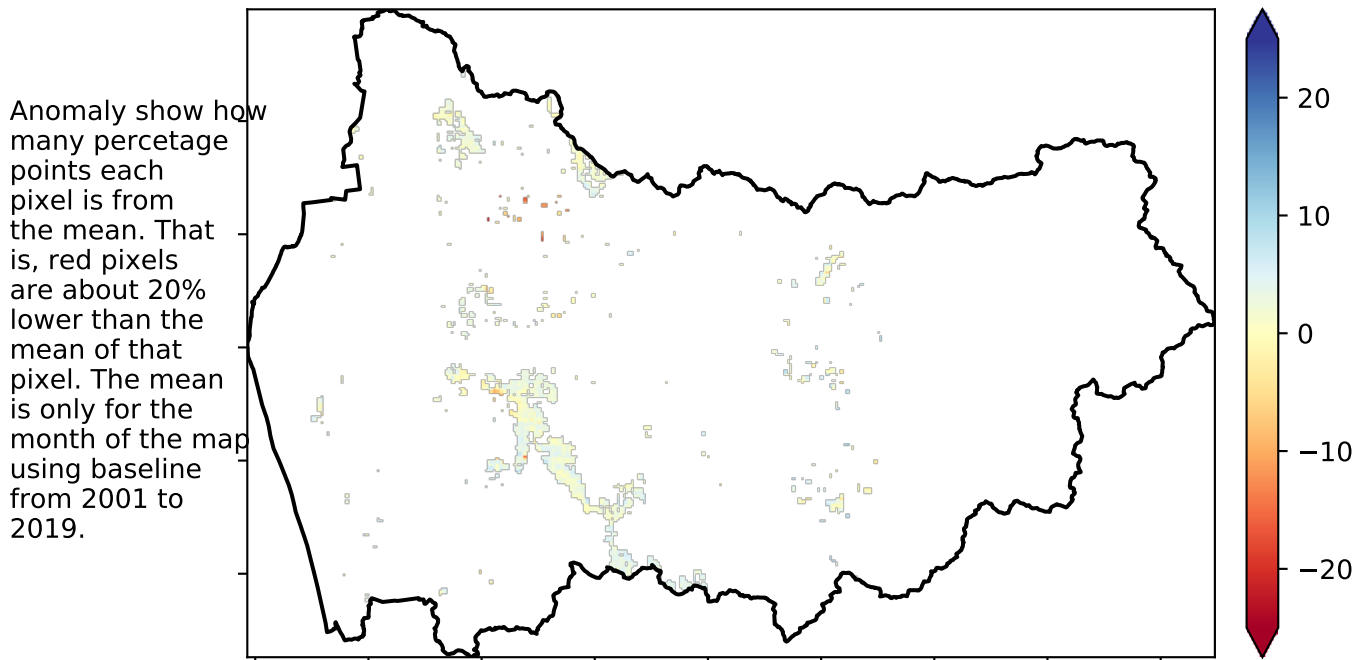 Anomaly show how
many percetage
points each
pixel is from
the mean. That
is, red pixels
are about 20%
lower than the
mean of that
pixel. The mean
is only for the
month of the map
using baseline
from 2001 to
2019.
20
10
0
−10
−20